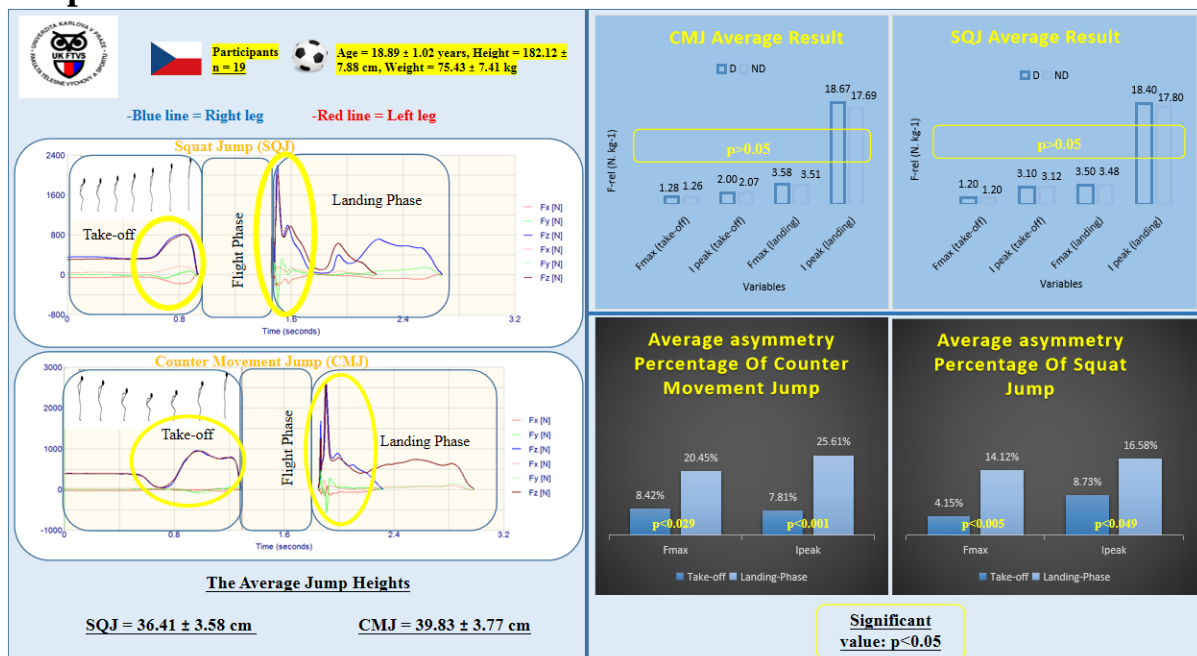 UNIVERZITA KARLOVA V PRAZE
UK FTVS
FAKULTA TĚLESNÉ VÝCHOVY A SPORTU
Participants
n = 19
Age = 18.89 ± 1.02 years, Height = 182.12 ±
7.88 cm, Weight = 75.43 ± 7.41 kg
-Blue line = Right leg
-Red line = Left leg
Squat Jump (SQJ)
2400
1600
800
0
-800
Take-off
Flight Phase
Landing Phase
Fx [N]
Fy [N]
Fz [N]
Fx [N]
Fy [N]
Fz [N]
0
0.8
1.6
2.4
3.2
Time (seconds)
Counter Movement Jump (CMJ)
3000
2000
1000
0
-1000
Take-off
Flight Phase
Landing Phase
Fx [N]
Fy [N]
Fz [N]
Fx [N]
Fy [N]
Fz [N]
0
0.8
1.6
2.4
3.2
Time (seconds)
The Average Jump Heights
SQJ = 36.41 ± 3.58 cm
CMJ = 39.83 ± 3.77 cm
CMJ Average Result
D ND
F-rel (N. kg-1)
p>0.05
1.28 1.26
2.00 2.07
3.58 3.51
18.67 17.69
Fmax (take-off)
I peak (take-off)
Fmax (landing)
I peak (landing)
Variables
SQJ Average Result
D ND
F-rel (N. kg-1)
p>0.05
1.20 1.20
3.10 3.12
3.50 3.48
18.40 17.80
Fmax (take-off)
I peak (take-off)
Fmax (landing)
I peak (landing)
Variables
Average asymmetry
Percentage Of Counter
Movement Jump
8.42%
20.45%
7.81%
25.61%
p<0.029
p<0.001
Fmax
Ipeak
Take-off Landing-Phase
Average asymmetry
Percentage Of Squat
Jump
4.15%
14.12%
8.73%
16.58%
p<0.005
p<0.049
Fmax
Ipeak
Take-off Landing-Phase
Significant
value: p<0.05